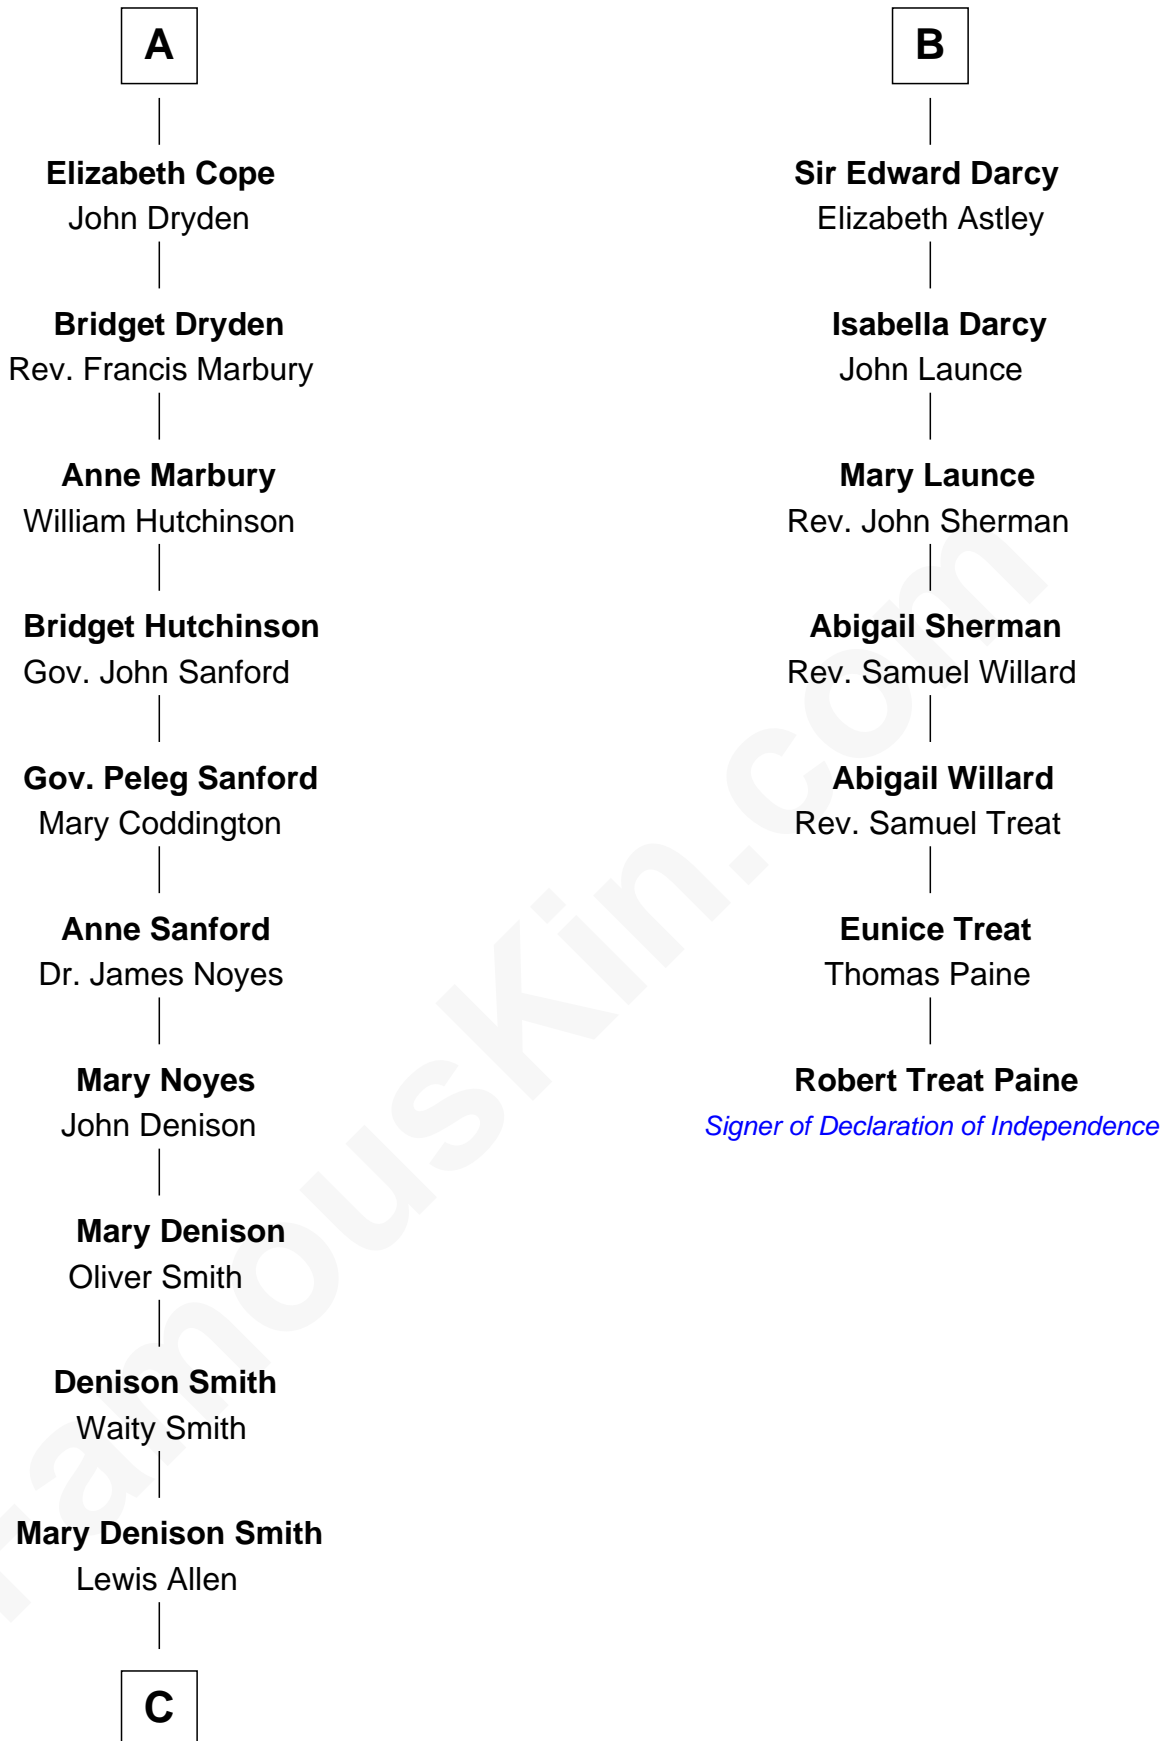 A
Elizabeth Cope
John Dryden
Bridget Dryden
Rev. Francis Marbury
Anne Marbury
William Hutchinson
Bridget Hutchinson
Gov. John Sanford
Gov. Peleg Sanford
Mary Coddington
Anne Sanford
Dr. James Noyes
Mary Noyes
John Denison
Mary Denison
Oliver Smith
Denison Smith
Waity Smith
Mary Denison Smith
Lewis Allen
C
B
Sir Edward Darcy
Elizabeth Astley
Isabella Darcy
John Launce
Mary Launce
Rev. John Sherman
Abigail Sherman
Rev. Samuel Willard
Abigail Willard
Rev. Samuel Treat
Eunice Treat
Thomas Paine
Robert Treat Paine
Signer of Declaration of Independence
FamousKin.com